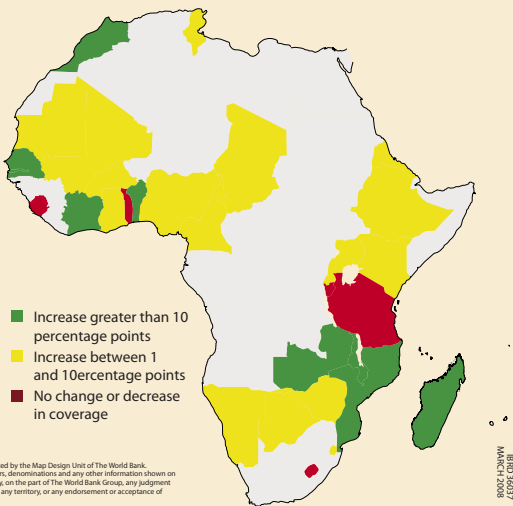 Increase greater than 10
percentage points
Increase between 1
and 10ercentage points
No change or decrease
in coverage
ted by the Map Design Unit of The World Bank.
rs, denominations and any other information shown on
y, on the part of The World Bank Group, any judgment
any territory, or any endorsement or acceptance of
IBRD 36037
MARCH 2008